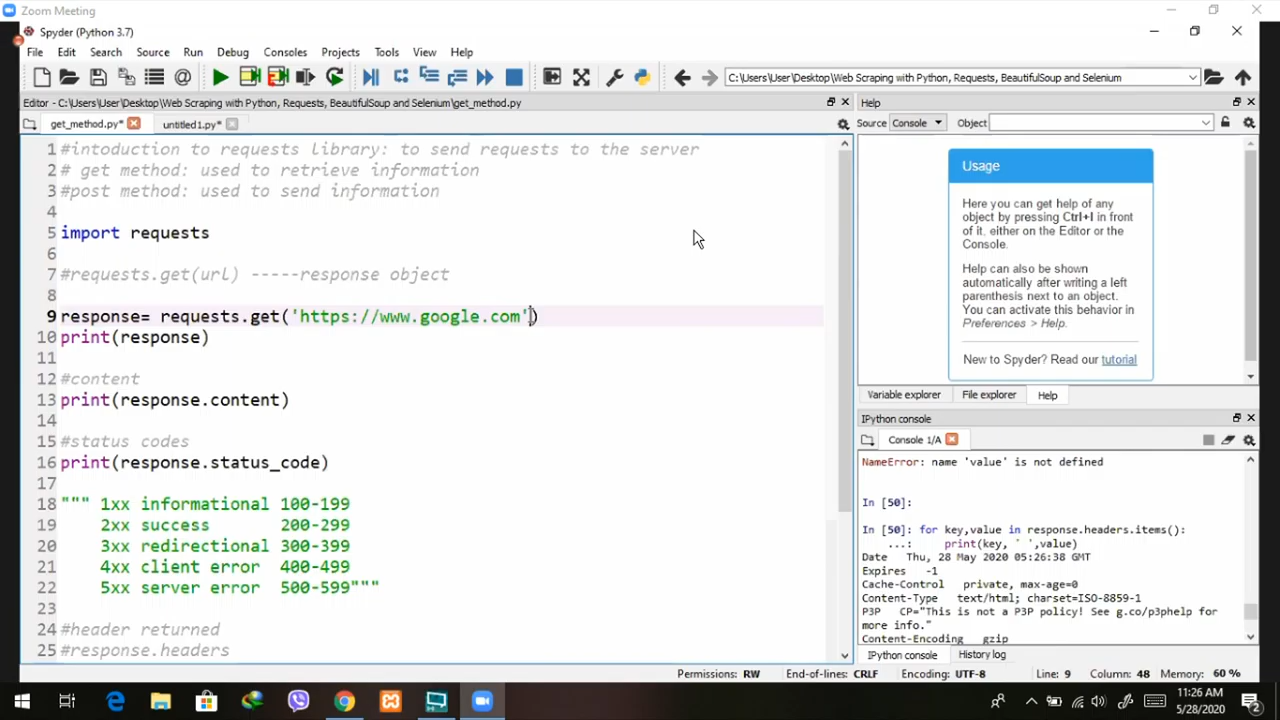 Zoom Meeting
Spyder (Python 3.7)
File Edit Search Source Run Debug Consoles Projects Tools View Help
C:\Users\User\Desktop\Web Scraping with Python, Requests, BeautifulSoup and Selenium
Editor - C:\Users\User\Desktop\Web Scraping with Python, Requests, BeautifulSoup and Selenium\get_method.py
Help
get_method.py* untitled1.py*
Source Console Object
1 #intoduction to requests library: to send requests to the server
2 # get method: used to retrieve information
3 #post method: used to send information
4
5 import requests
6
7 #requests.get(url) -----response object
8
9 response= requests.get('https://www.google.com')
10 print(response)
11
12 #content
13 print(response.content)
14
15 #status codes
16 print(response.status_code)
17
18 """ 1xx informational 100-199
19 2xx success 200-299
20 3xx redirectional 300-399
21 4xx client error 400-499
22 5xx server error 500-599"""
23
24 #header returned
25 #response.headers
Usage
Here you can get help of any
object by pressing Ctrl+I in front
of it, either on the Editor or the
Console.
Help can also be shown
automatically after writing a left
parenthesis next to an object.
You can activate this behavior in
Preferences > Help.
New to Spyder? Read our tutorial
Variable explorer File explorer Help
IPython console
Console 1/A
NameError: name 'value' is not defined
In [50]:
In [50]: for key,value in response.headers.items():
...: print(key, ' ',value)
Date Thu, 28 May 2020 05:26:38 GMT
Expires -1
Cache-Control private, max-age=0
Content-Type text/html; charset=ISO-8859-1
P3P CP="This is not a P3P policy! See g.co/p3phelp for
more info."
Content-Encoding gzip
IPython console History log
Permissions: RW End-of-lines: CRLF Encoding: UTF-8 Line: 9 Column: 48 Memory: 60 %
11:26 AM
5/28/2020
2